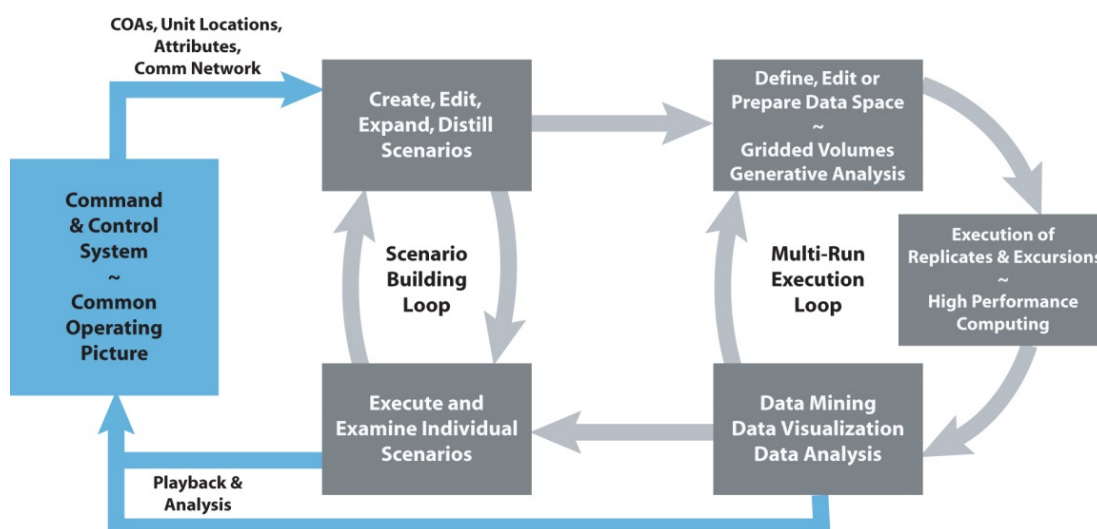 COAs, Unit Locations,
Attributes,
Comm Network
Create, Edit,
Expand, Distill
Scenarios
Define, Edit or
Prepare Data Space
~
Gridded Volumes
Generative Analysis
Command
& Control
System
~
Common
Operating
Picture
Scenario
Building
Loop
Multi-Run
Execution
Loop
Execution of
Replicates & Excursions
~
High Performance
Computing
Execute and
Examine Individual
Scenarios
Data Mining
Data Visualization
Data Analysis
Playback &
Analysis